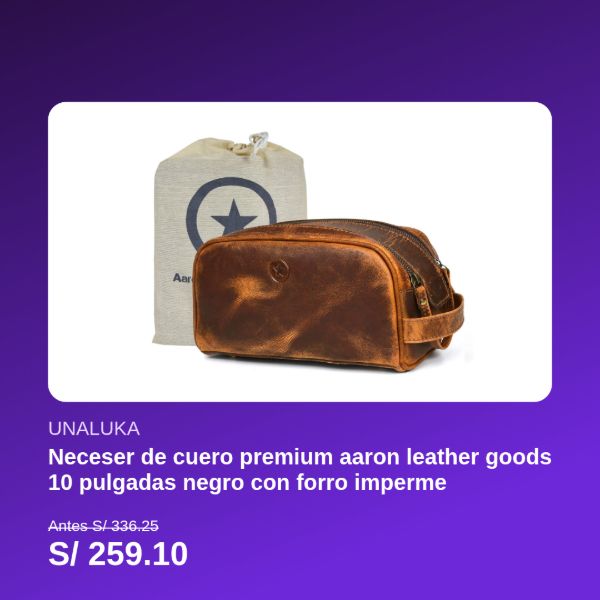 Aar
UNALUKA
Neceser de cuero premium aaron leather goods
10 pulgadas negro con forro imperme
Antes S/ 336.25
S/ 259.10